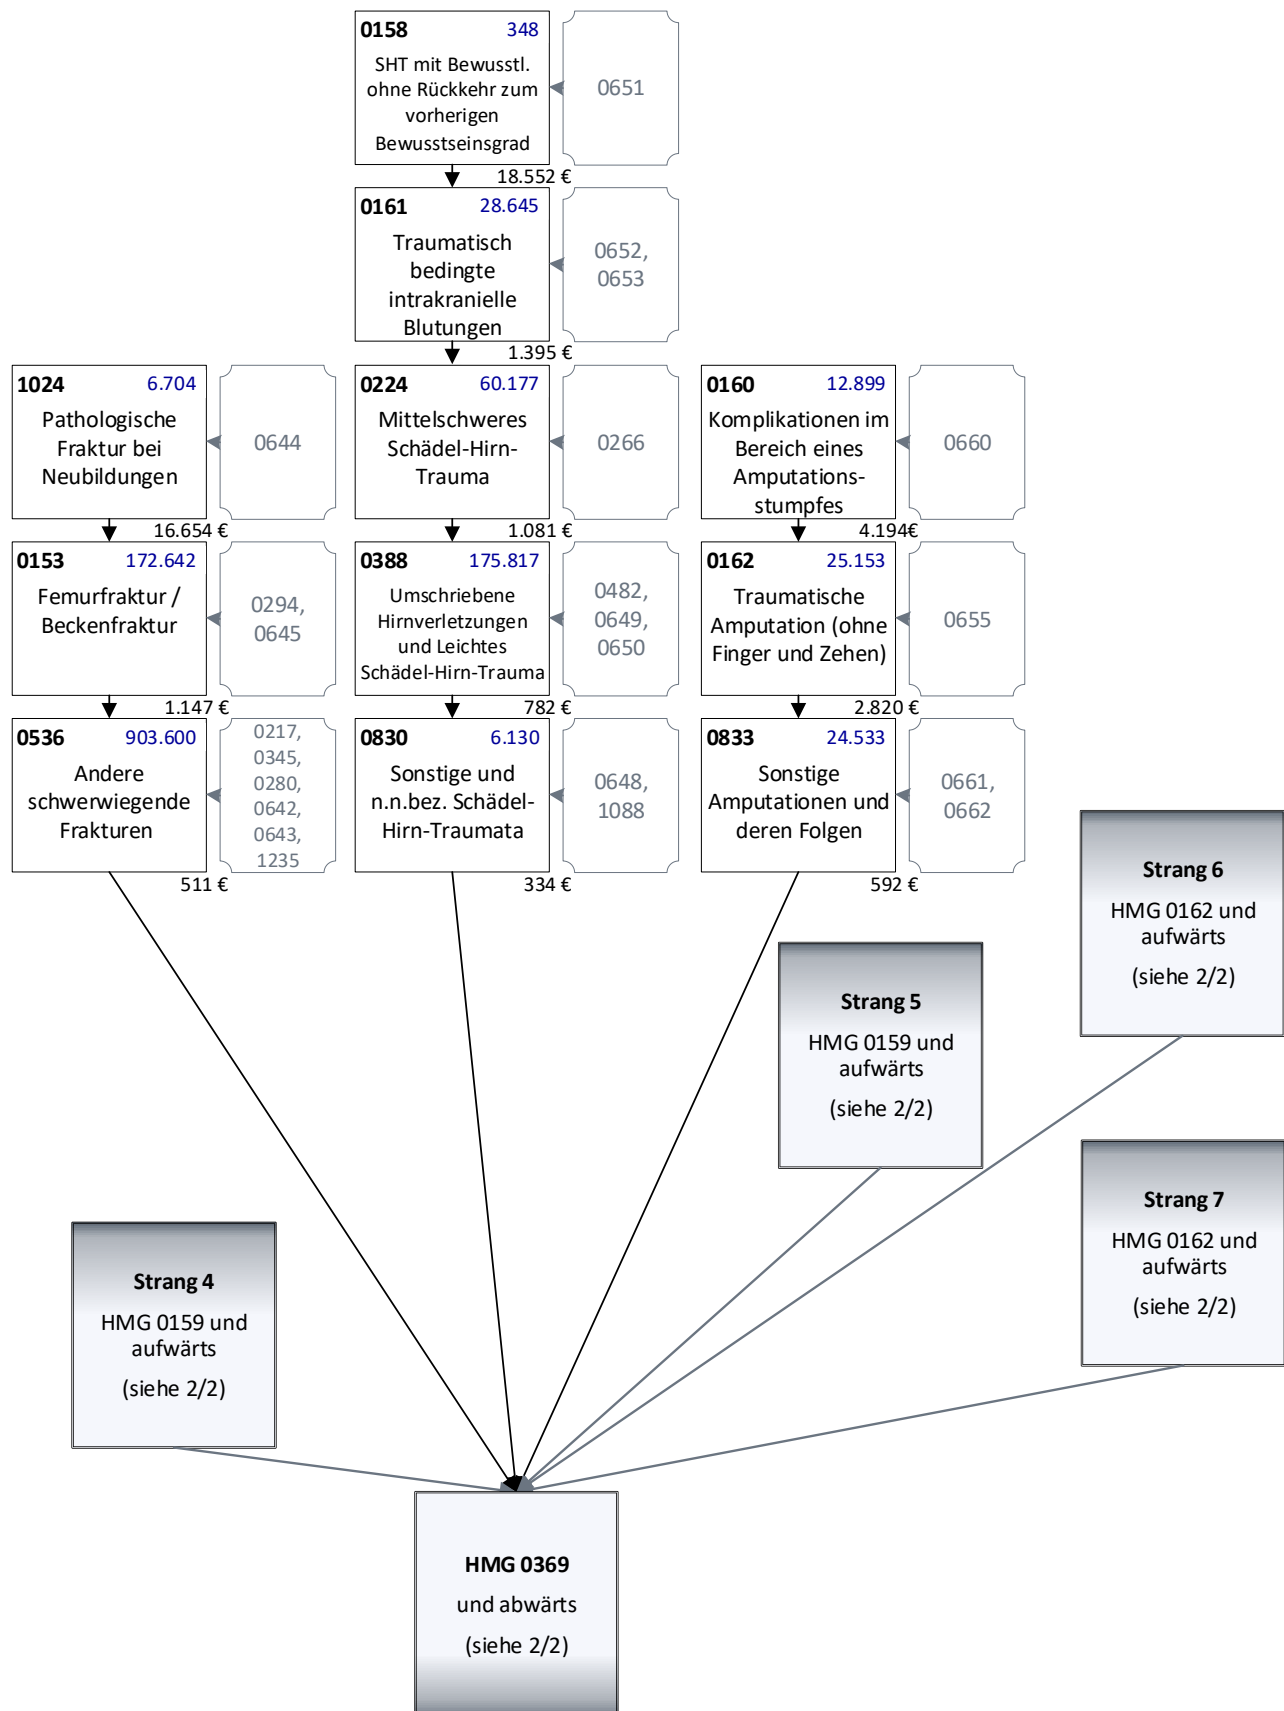 0158 348
SHT mit Bewusstl.
ohne Rückkehr zum
vorherigen
Bewusstseinsgrad
0651
18.552 €
0161 28.645
Traumatisch
bedingte
intrakranielle
Blutungen
0652,
0653
1.395 €
1024 6.704
Pathologische
Fraktur bei
Neubildungen
0644
16.654 €
0224 60.177
Mittelschweres
Schädel-Hirn-
Trauma
0266
1.081 €
0160 12.899
Komplikationen im
Bereich eines
Amputations-
stumpfes
0660
4.194€
0153 172.642
Femurfraktur /
Beckenfraktur
0294,
0645
1.147 €
0388 175.817
Umschriebene
Hirnverletzungen
und Leichtes
Schädel-Hirn-Trauma
0482,
0649,
0650
782 €
0162 25.153
Traumatische
Amputation (ohne
Finger und Zehen)
0655
2.820 €
0536 903.600
Andere
schwerwiegende
Frakturen
0217,
0345,
0280,
0642,
0643,
1235
511 €
0830 6.130
Sonstige und
n.n.bez. Schädel-
Hirn-Traumata
0648,
1088
334 €
0833 24.533
Sonstige
Amputationen und
deren Folgen
0661,
0662
592 €
Strang 6
HMG 0162 und
aufwärts
(siehe 2/2)
Strang 5
HMG 0159 und
aufwärts
(siehe 2/2)
Strang 7
HMG 0162 und
aufwärts
(siehe 2/2)
Strang 4
HMG 0159 und
aufwärts
(siehe 2/2)
HMG 0369
und abwärts
(siehe 2/2)